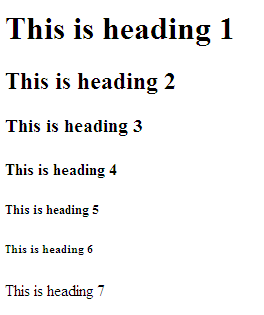 This is heading 1
This is heading 2
This is heading 3
This is heading 4
This is heading 5
This is heading 6
This is heading 7